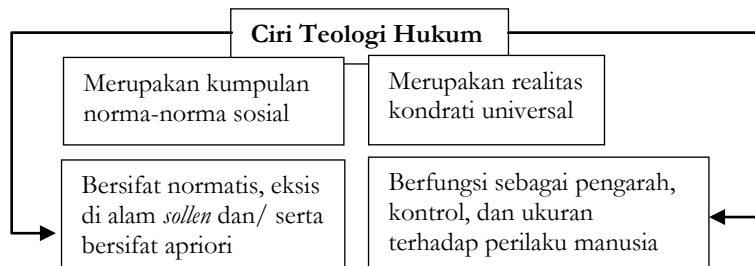 Ciri Teologi Hukum
Merupakan kumpulan
norma-norma sosial
Merupakan realitas
kondrati universal
Bersifat normatis, eksis
di alam sollen dan/ serta
bersifat apriori
Berfungsi sebagai pengarah,
kontrol, dan ukuran
terhadap perilaku manusia